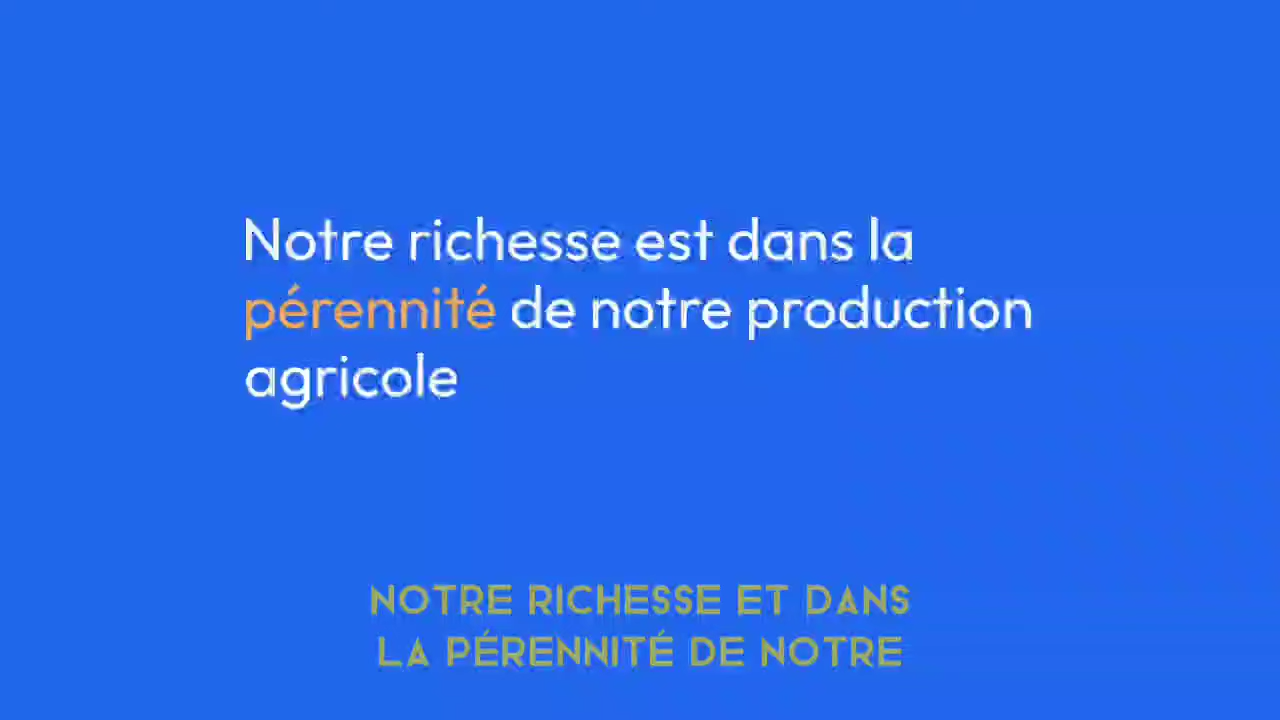 Notre richesse est dans la
pérennité de notre production
agricole
NOTRE RICHESSE ET DANS
LA PÉRENNITÉ DE NOTRE